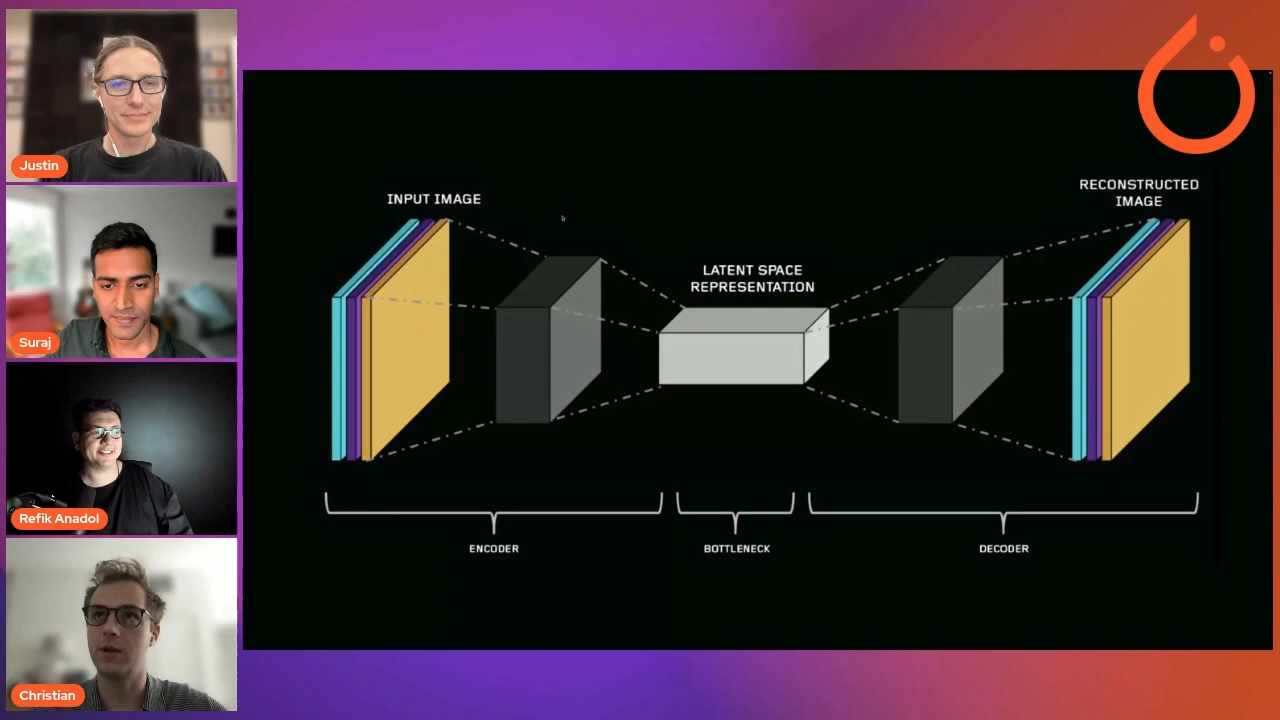 Justin
Suraj
Refik Anadol
Christian
INPUT IMAGE
RECONSTRUCTED
IMAGE
LATENT SPACE
REPRESENTATION
ENCODER
BOTTLENECK
DECODER